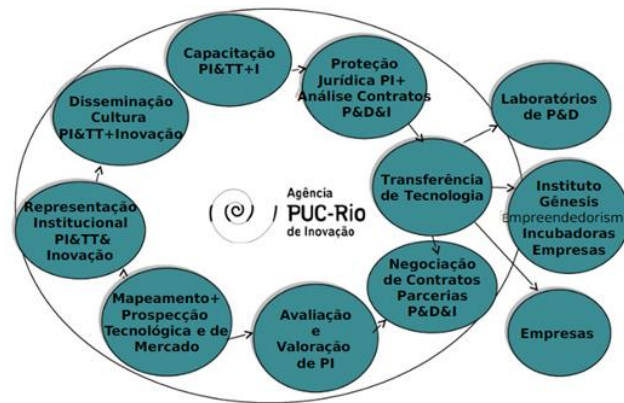 Capacitação
PI&TT+I
Proteção
Jurídica PI+
Análise Contratos
P&D&I
Disseminação
Cultura
PI&TT+Inovação
Laboratórios
de P&D
Transferência
de Tecnologia
Agência
PUC-Rio
de Inovação
Representação
Institucional
PI&TT&
Inovação
Instituto
Gênesis
Empreendedorism
Incubadoras
Empresas
Negociação
de Contratos
Parcerias
P&D&I
Mapeamento+
Prospecção
Tecnológica e de
Mercado
Avaliação
e
Valoração
de PI
Empresas